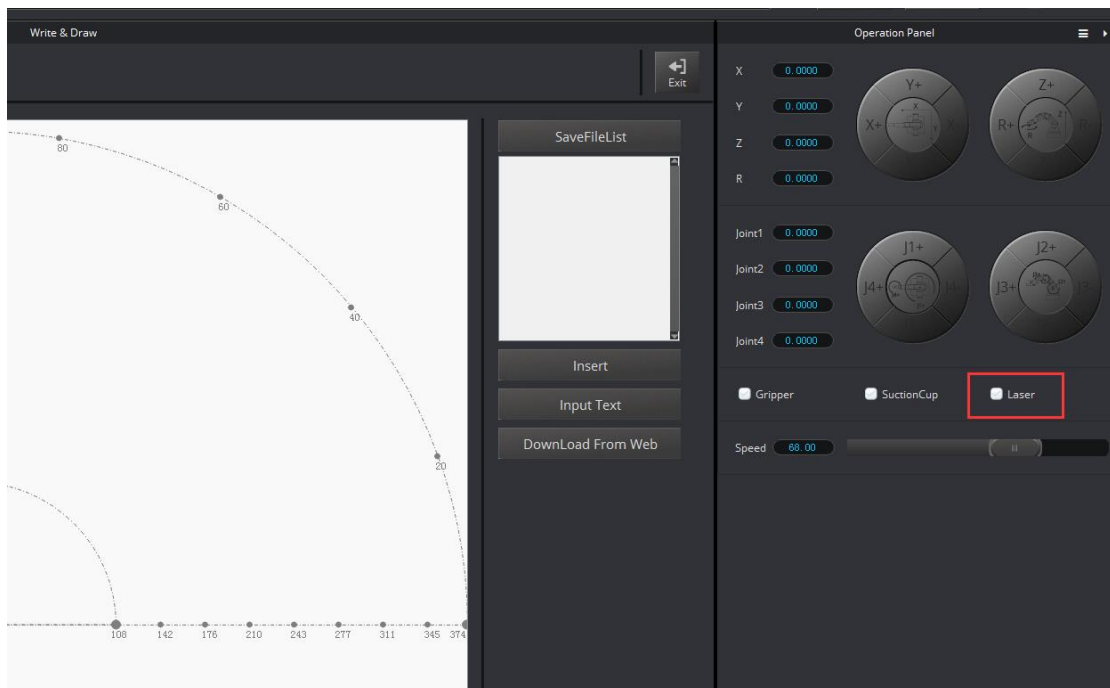 Write & Draw
Operation Panel
Exit
80
60
40
20
108 142 176 210 243 277 311 345 374
SaveFileList
Insert
Input Text
DownLoad From Web
X 0.0000
Y 0.0000
Z 0.0000
R 0.0000
Y+
X+
Z+
R+
Joint1 0.0000
Joint2 0.0000
Joint3 0.0000
Joint4 0.0000
J1+
J4+
J2+
J3+
Gripper SuctionCup Laser
Speed 68.00